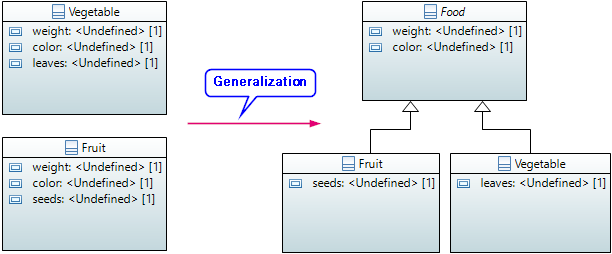 Vegetable
weight: <Undefined> [1]
color: <Undefined> [1]
leaves: <Undefined> [1]
Fruit
weight: <Undefined> [1]
color: <Undefined> [1]
seeds: <Undefined> [1]
Generalization
Food
weight: <Undefined> [1]
color: <Undefined> [1]
Fruit
seeds: <Undefined> [1]
Vegetable
leaves: <Undefined> [1]